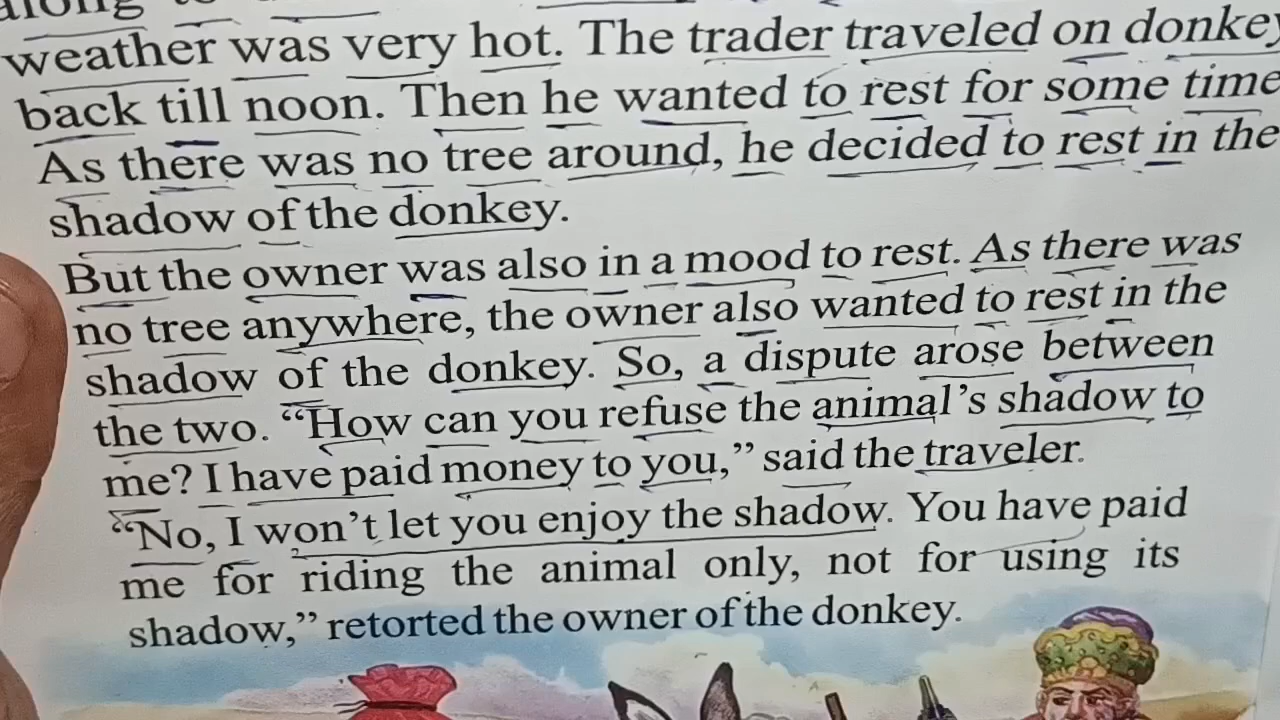 along to
weather was very hot. The trader traveled on donkey
back till noon. Then he wanted to rest for some time
As there was no tree around, he decided to rest in the
shadow of the donkey.
But the owner was also in a mood to rest. As there was
no tree anywhere, the owner also wanted to rest in the
shadow of the donkey. So, a dispute arose between
the two. “How can you refuse the animal’s shadow to
me? I have paid money to you,” said the traveler.
“No, I won’t let you enjoy the shadow. You have paid
me for riding the animal only, not for using its
shadow,” retorted the owner of the donkey.